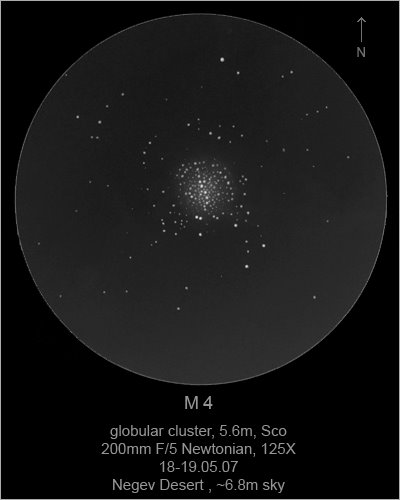 N
M 4
globular cluster, 5.6m, Sco
200mm F/5 Newtonian, 125X
18-19.05.07
Negev Desert , ~6.8m sky